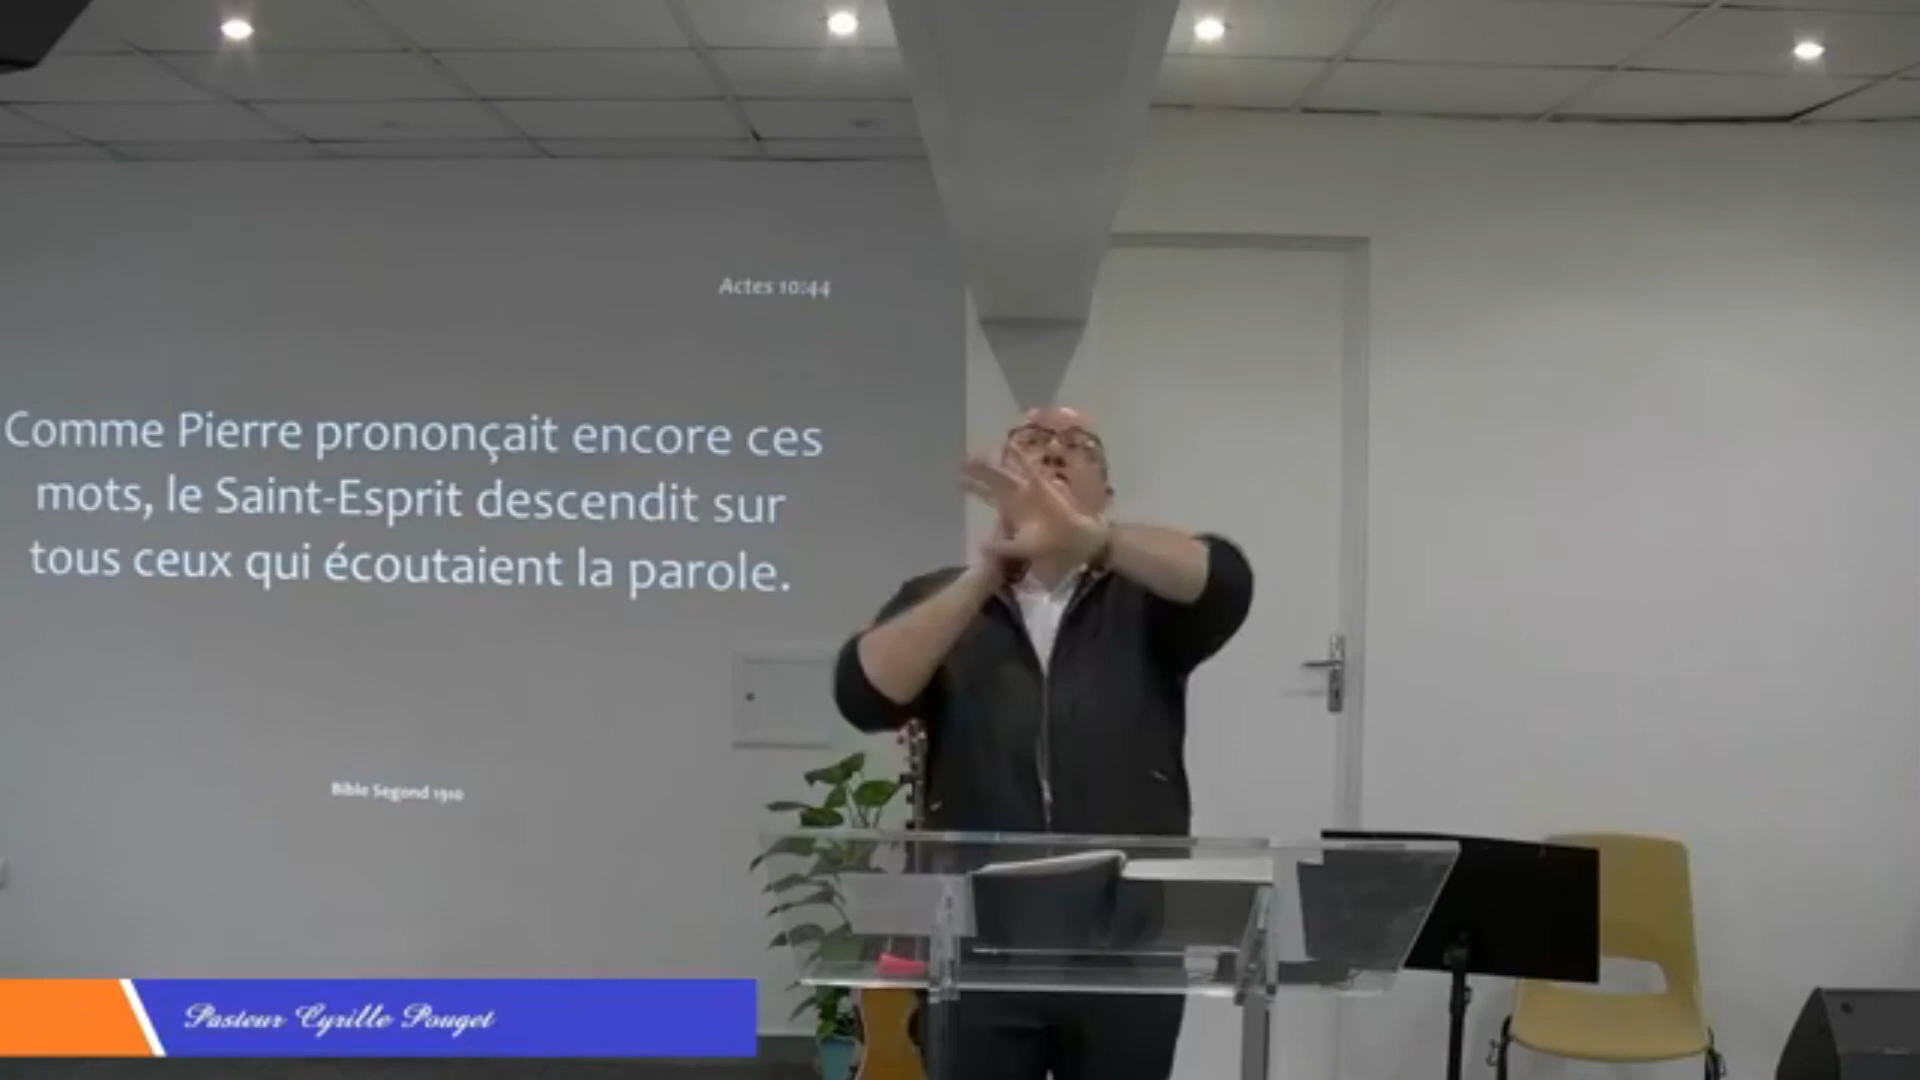 Actes 10:44
Comme Pierre prononçait encore ces
mots, le Saint-Esprit descendit sur
tous ceux qui écoutaient la parole.
Bible Segond 1910
Pasteur Cyrille Pouget